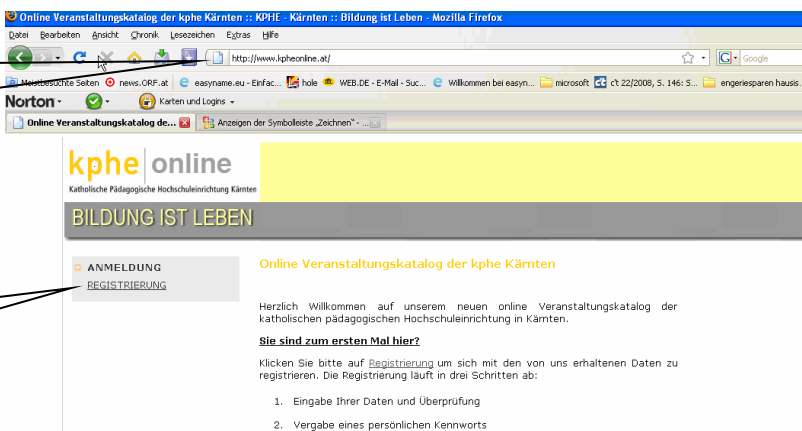 Online Veranstaltungskatalog der kphe Kärnten :: KPHE - Kärnten :: Bildung ist Leben - Mozilla Firefox
Datei Bearbeiten Ansicht Chronik Lesezeichen Extras Hilfe
http://www.kpheonline.at/ Google
Meistbesuchte Seiten news.ORF.at easyname.eu - Einfac... hole WEB.DE - E-Mail - Suc... Willkommen bei easyn... microsoft c't 22/2008, S. 146: S... engeriesparen hausis.
Norton Karten und Logins
Online Veranstaltungskatalog de... Anzeigen der Symbolleiste „Zeichnen“ - ...
kphe online
Katholische Pädagogische Hochschuleinrichtung Kärnten
BILDUNG IST LEBEN
ANMELDUNG
REGISTRIERUNG
Online Veranstaltungskatalog der kphe Kärnten
Herzlich Willkommen auf unserem neuen online Veranstaltungskatalog der
katholischen pädagogischen Hochschuleinrichtung in Kärnten.
Sie sind zum ersten Mal hier?
Klicken Sie bitte auf Registrierung um sich mit den von uns erhaltenen Daten zu
registrieren. Die Registrierung läuft in drei Schritten ab:
1. Eingabe Ihrer Daten und Überprüfung
2. Vergabe eines persönlichen Kennworts